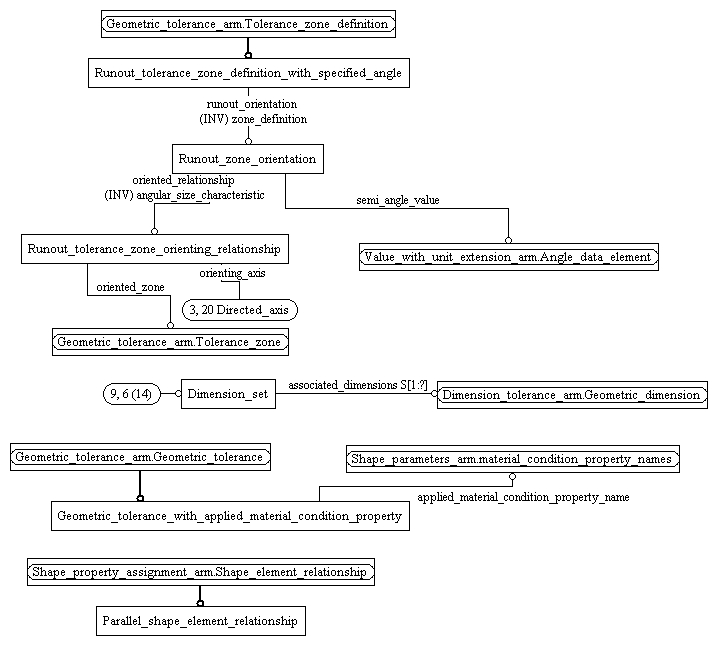 Geometric_tolerance_arm.Tolerance_zone_definition
Runout_tolerance_zone_definition_with_specified_angle
runout_orientation
(INV) zone_definition
Runout_zone_orientation
oriented_relationship
(INV) angular_size_characteristic
semi_angle_value
Runout_tolerance_zone_orienting_relationship
Value_with_unit_extension_arm.Angle_data_element
orienting_axis
oriented_zone
3, 20 Directed_axis
Geometric_tolerance_arm.Tolerance_zone
9, 6 (14)
Dimension_set
associated_dimensions S[1:?]
Dimension_tolerance_arm.Geometric_dimension
Geometric_tolerance_arm.Geometric_tolerance
Shape_parameters_arm.material_condition_property_names
applied_material_condition_property_name
Geometric_tolerance_with_applied_material_condition_property
Shape_property_assignment_arm.Shape_element_relationship
Parallel_shape_element_relationship